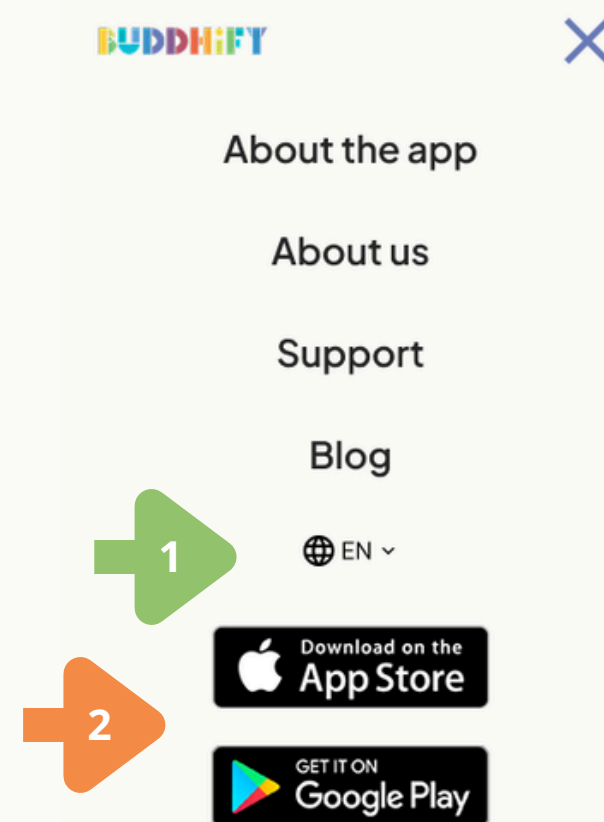 BUDDHiFY
About the app
About us
Support
Blog
1
EN
Download on the
App Store
2
GET IT ON
Google Play